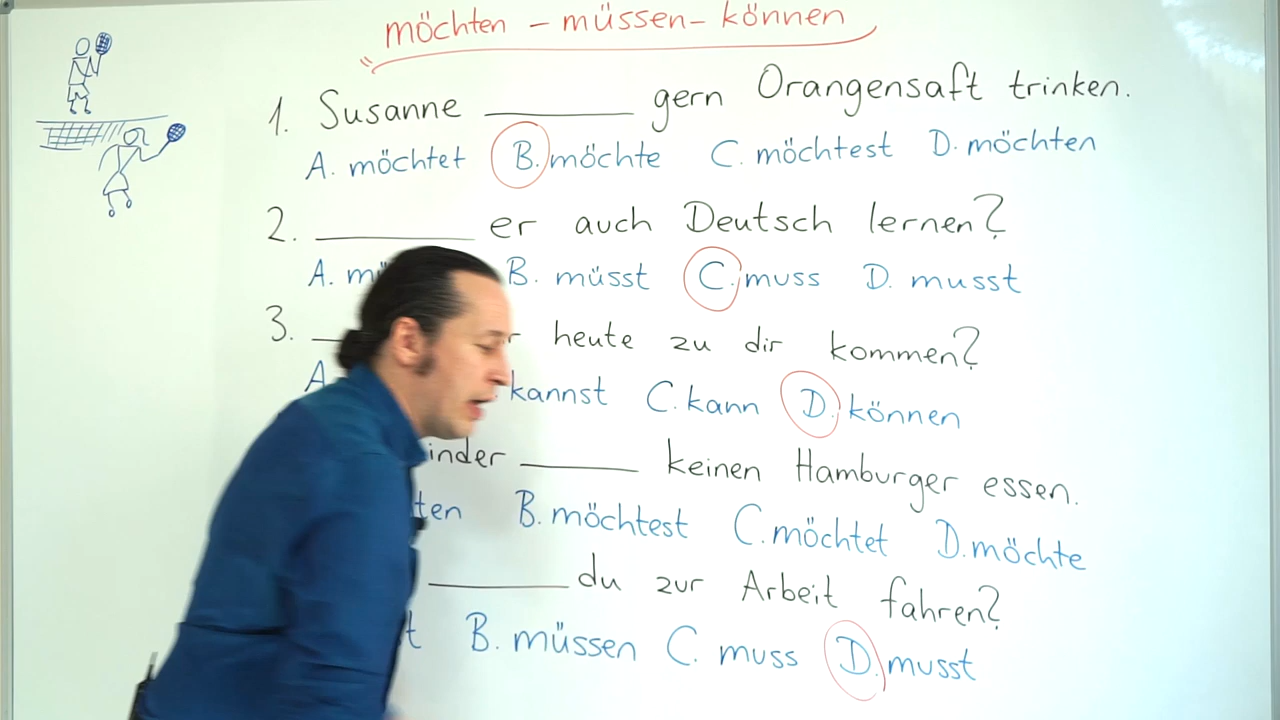 möchten - müssen - können
1. Susanne ______ gern Orangensaft trinken.
A. möchtet B. möchte C. möchtest D. möchten
2. ______ er auch Deutsch lernen?
A. B. müsst C. muss D. musst
3. ______ heute zu dir kommen?
A kannst C. kann D. können
inder ______ keinen Hamburger essen.
ten B. möchtest C. möchtet D. möchte
______ du zur Arbeit fahren?
t B. müssen C. muss D. musst